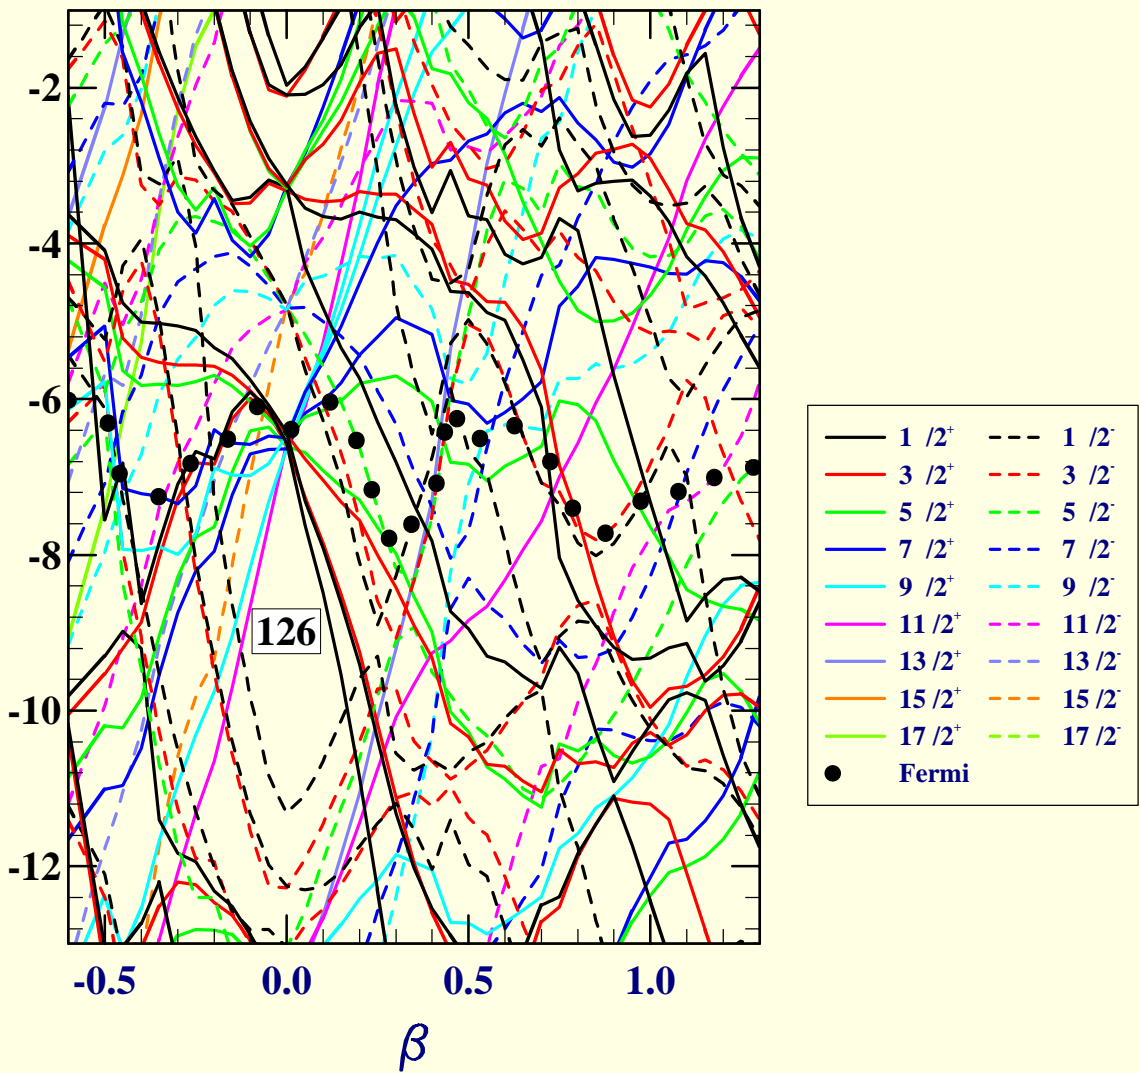 -2
-4
-6
-8
-10
-12
126
-0.5 0.0 0.5 1.0
β
1 /2+ 1 /2-
3 /2+ 3 /2-
5 /2+ 5 /2-
7 /2+ 7 /2-
9 /2+ 9 /2-
11 /2+ 11 /2-
13 /2+ 13 /2-
15 /2+ 15 /2-
17 /2+ 17 /2-
Fermi